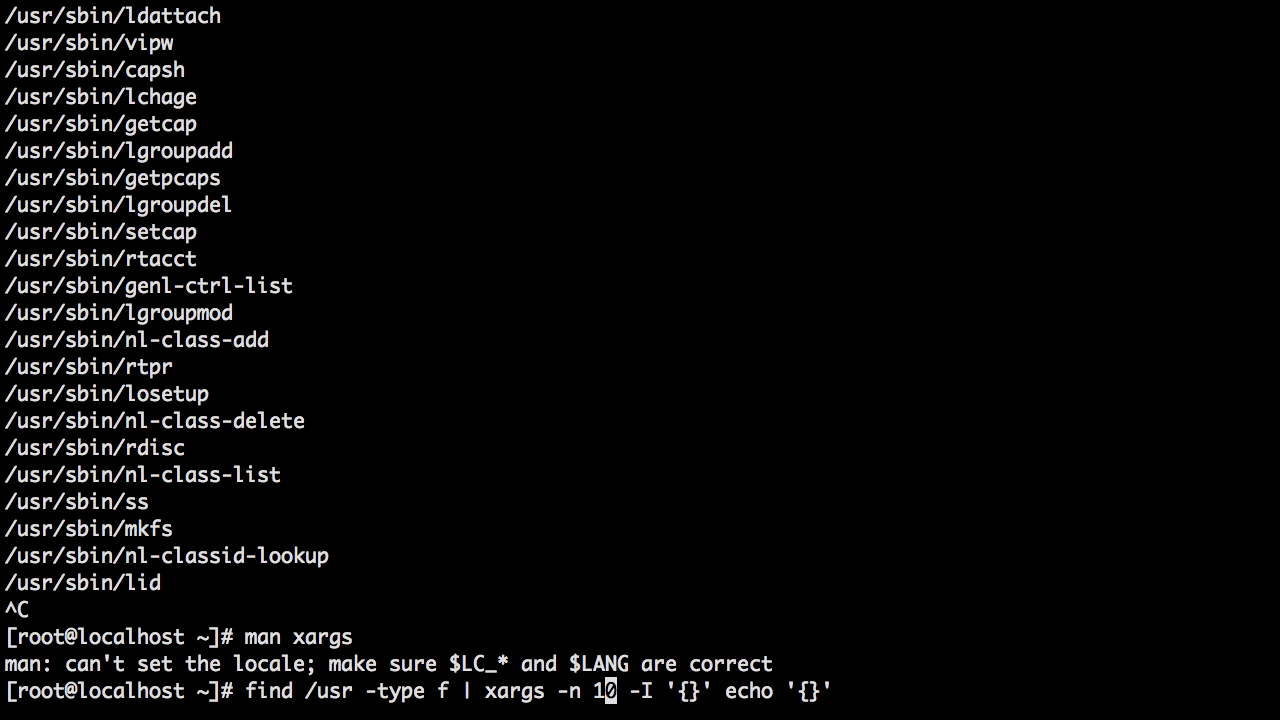 /usr/sbin/ldattach
/usr/sbin/vipw
/usr/sbin/capsh
/usr/sbin/lchage
/usr/sbin/getcap
/usr/sbin/lgroupadd
/usr/sbin/getpcaps
/usr/sbin/lgroupdel
/usr/sbin/setcap
/usr/sbin/rtacct
/usr/sbin/genl-ctrl-list
/usr/sbin/lgroupmod
/usr/sbin/nl-class-add
/usr/sbin/rtpr
/usr/sbin/losetup
/usr/sbin/nl-class-delete
/usr/sbin/rdisc
/usr/sbin/nl-class-list
/usr/sbin/ss
/usr/sbin/mkfs
/usr/sbin/nl-classid-lookup
/usr/sbin/lid
^C
[root@localhost ~]# man xargs
man: can't set the locale; make sure $LC_* and $LANG are correct
[root@localhost ~]# find /usr -type f | xargs -n 10 -I '{}' echo '{}'